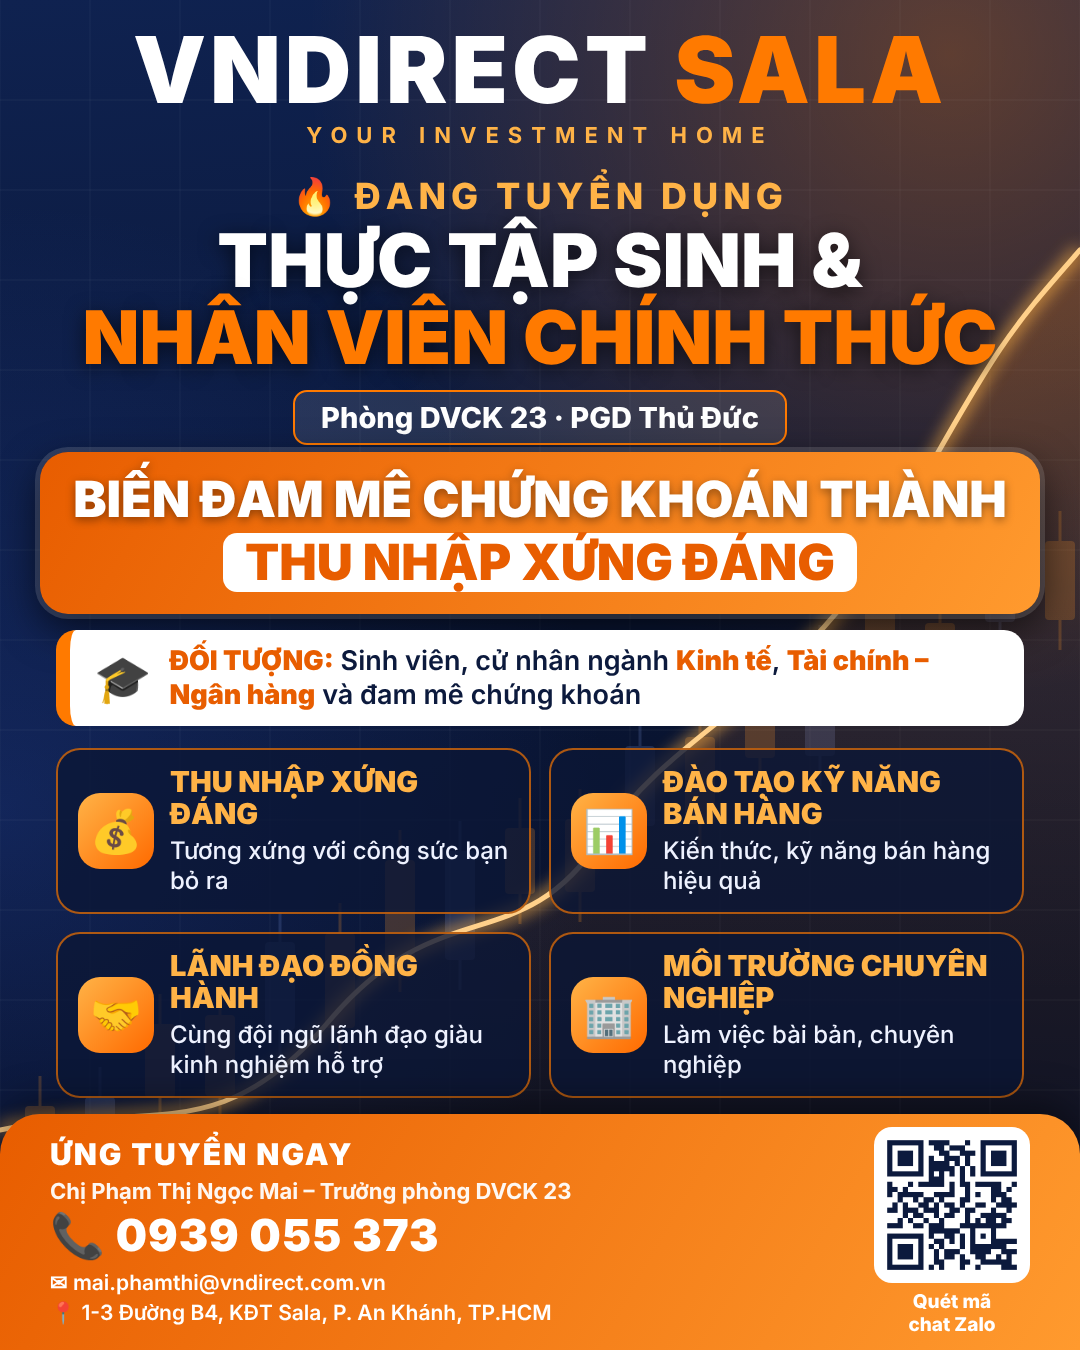 VNDIRECT SALA
YOUR INVESTMENT HOME
🔥 ĐANG TUYỂN DỤNG
THỰC TẬP SINH &
NHÂN VIÊN CHÍNH THỨC
Phòng DVCK 23 · PGD Thủ Đức
BIẾN ĐAM MÊ CHỨNG KHOÁN THÀNH
THU NHẬP XỨNG ĐÁNG
ĐỐI TƯỢNG: Sinh viên, cử nhân ngành Kinh tế, Tài chính –
Ngân hàng và đam mê chứng khoán
THU NHẬP XỨNG
ĐÁNG
Tương xứng với công sức bạn
bỏ ra
ĐÀO TẠO KỸ NĂNG
BÁN HÀNG
Kiến thức, kỹ năng bán hàng
hiệu quả
LÃNH ĐẠO ĐỒNG
HÀNH
Cùng đội ngũ lãnh đạo giàu
kinh nghiệm hỗ trợ
MÔI TRƯỜNG CHUYÊN
NGHIỆP
Làm việc bài bản, chuyên
nghiệp
ỨNG TUYỂN NGAY
Chị Phạm Thị Ngọc Mai – Trưởng phòng DVCK 23
📞 0939 055 373
✉ mai.phamthi@vndirect.com.vn
📍 1-3 Đường B4, KĐT Sala, P. An Khánh, TP.HCM
Quét mã
chat Zalo